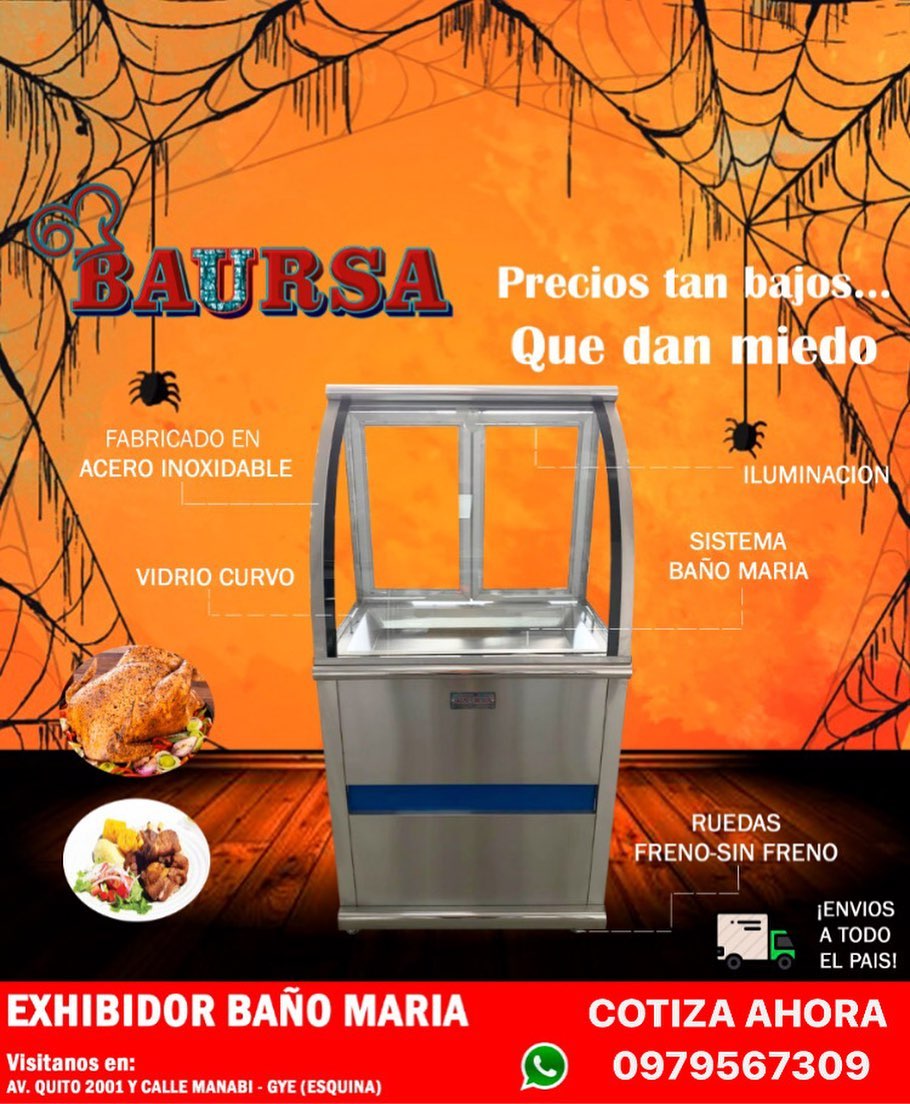 BAURSA
Precios tan bajos...
Que dan miedo
FABRICADO EN
ACERO INOXIDABLE
ILUMINACION
SISTEMA
BAÑO MARIA
VIDRIO CURVO
RUEDAS
FRENO-SIN FRENO
¡ENVIOS
A TODO
EL PAIS!
EXHIBIDOR BAÑO MARIA
Visitanos en:
AV. QUITO 2001 Y CALLE MANABI - GYE (ESQUINA)
COTIZA AHORA
0979567309